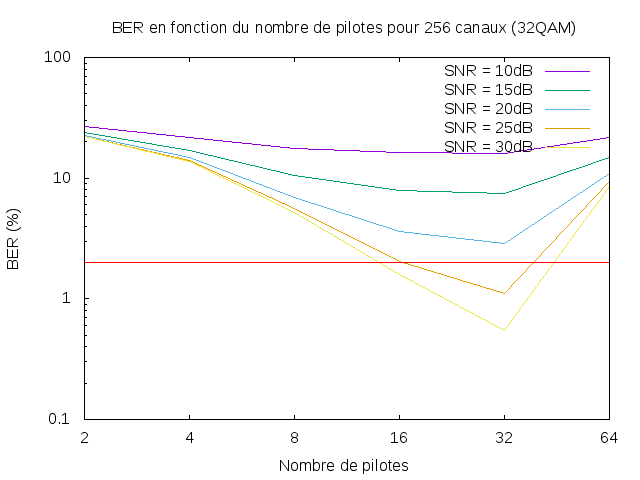 BER en fonction du nombre de pilotes pour 256 canaux (32QAM)
100
SNR = 10dB
SNR = 15dB
SNR = 20dB
SNR = 25dB
SNR = 30dB
10
BER (%)
1
0.1
2 4 8 16 32 64
Nombre de pilotes